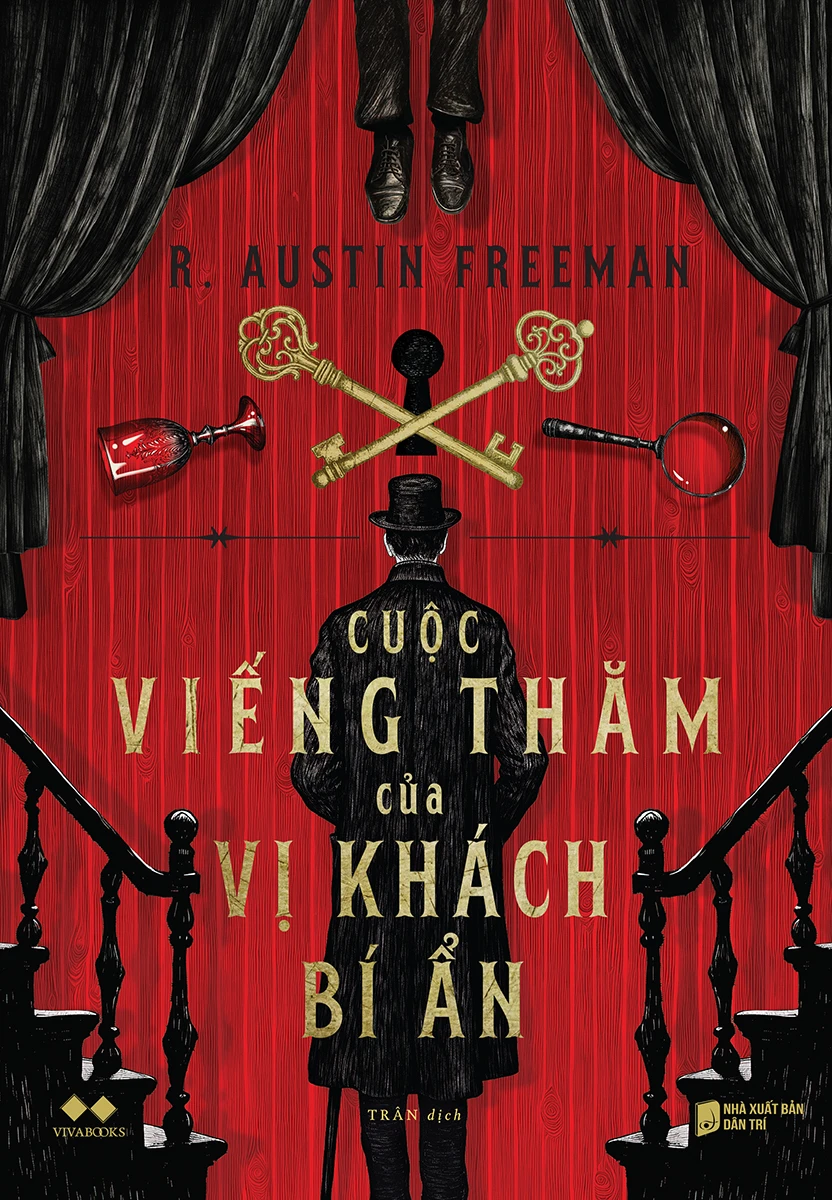 R. AUSTIN FREEMAN
CUỘC
VIẾNG THĂM
của
VỊ KHÁCH
BÍ ẨN
TRÂN dịch
VIVABOOKS
NHÀ XUẤT BẢN
DÂN TRÍ